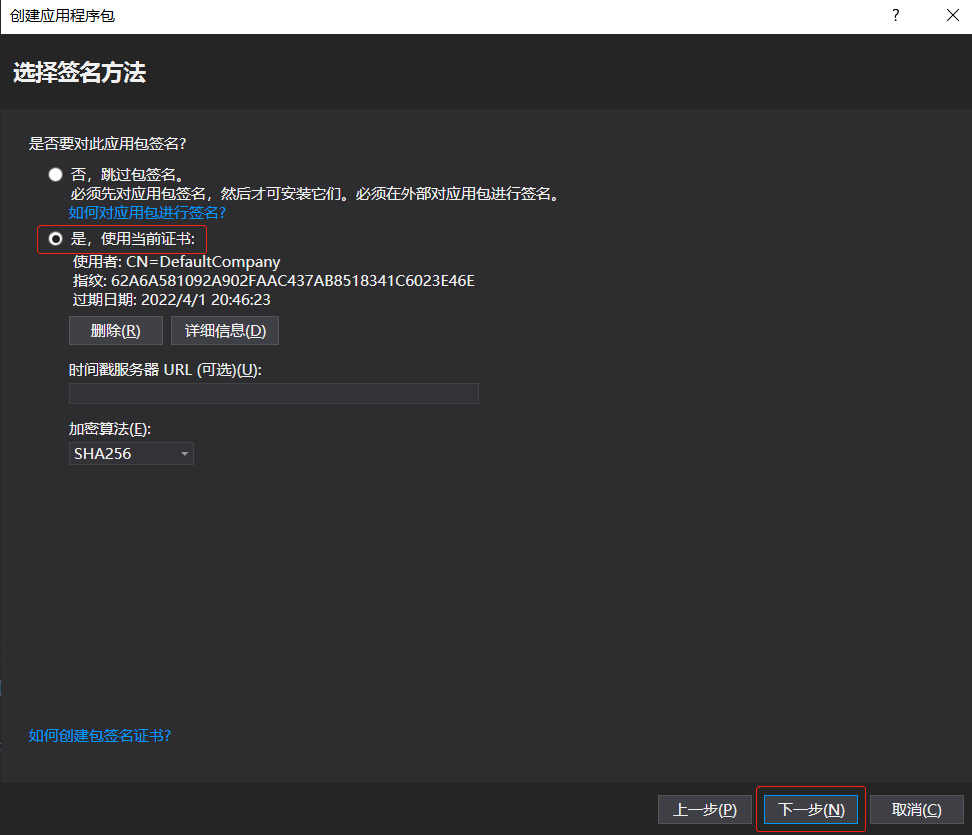 创建应用程序包
?
选择签名方法
是否要对此应用包签名?
否，跳过包签名。
必须先对应用包签名，然后才可安装它们。必须在外部对应用包进行签名。
如何对应用包进行签名?
是，使用当前证书:
使用者: CN=DefaultCompany
指纹: 62A6A581092A902FAAC437AB8518341C6023E46E
过期日期: 2022/4/1 20:46:23
删除(R) 详细信息(D)
时间戳服务器 URL (可选)(U):
加密算法(E):
SHA256
如何创建包签名证书?
上一步(P) 下一步(N) 取消(C)